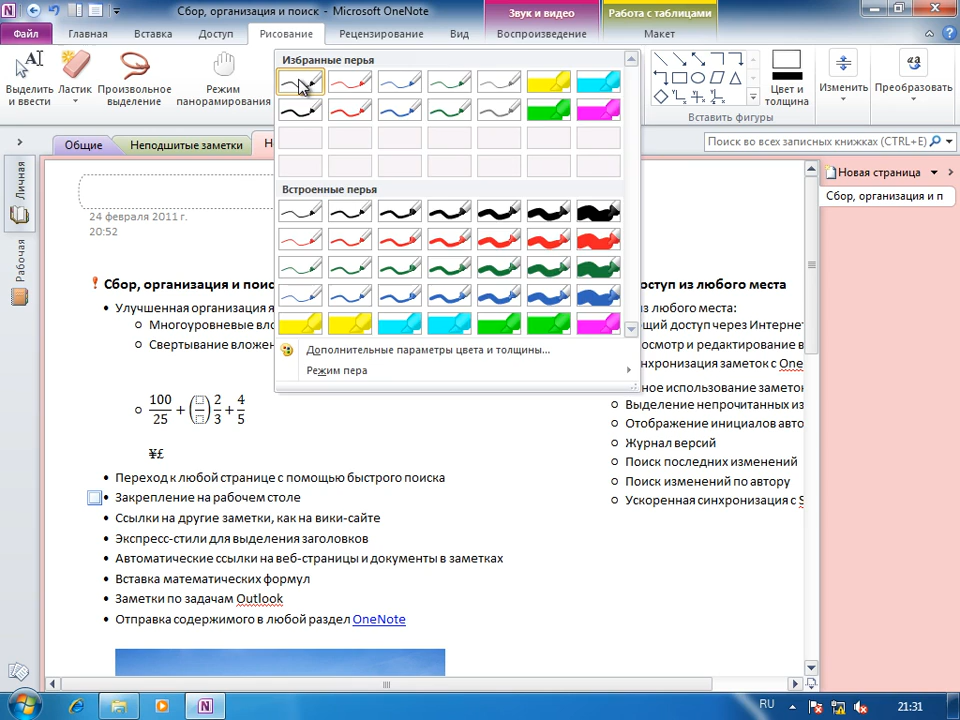 Сбор, организация и поиск - Microsoft OneNote
Звук и видео
Работа с таблицами
Файл
Главная
Вставка
Доступ
Рисование
Рецензирование
Вид
Воспроизведение
Макет
Выделить и ввести
Ластик
Произвольное выделение
Режим панорамирования
Цвет и толщина
Изменить
Преобразовать
Вставить фигуры
Избранные перья
Встроенные перья
Дополнительные параметры цвета и толщины...
Режим пера
Общие
Неподшитые заметки
Н
Поиск во всех записных книжках (CTRL+E)
Личная
Рабочая
Новая страница
Сбор, организация и п
24 февраля 2011 г.
20:52
Сбор, организация и поис
• Улучшенная организация я
○ Многоуровневые вло
○ Свертывание вложен
○ 100/25 + ( / ) 2/3 + 4/5
¥£
• Переход к любой странице с помощью быстрого поиска
• Закрепление на рабочем столе
• Ссылки на другие заметки, как на вики-сайте
• Экспресс-стили для выделения заголовков
• Автоматические ссылки на веб-страницы и документы в заметках
• Вставка математических формул
• Заметки по задачам Outlook
• Отправка содержимого в любой раздел OneNote
оступ из любого места
из любого места:
щий доступ через Интернет
осмотр и редактирование в
нхронизация заметок с One
ное использование заметок
○ Выделение непрочитанных из
○ Отображение инициалов авто
○ Журнал версий
○ Поиск последних изменений
○ Поиск изменений по автору
○ Ускоренная синхронизация с S
RU
21:31